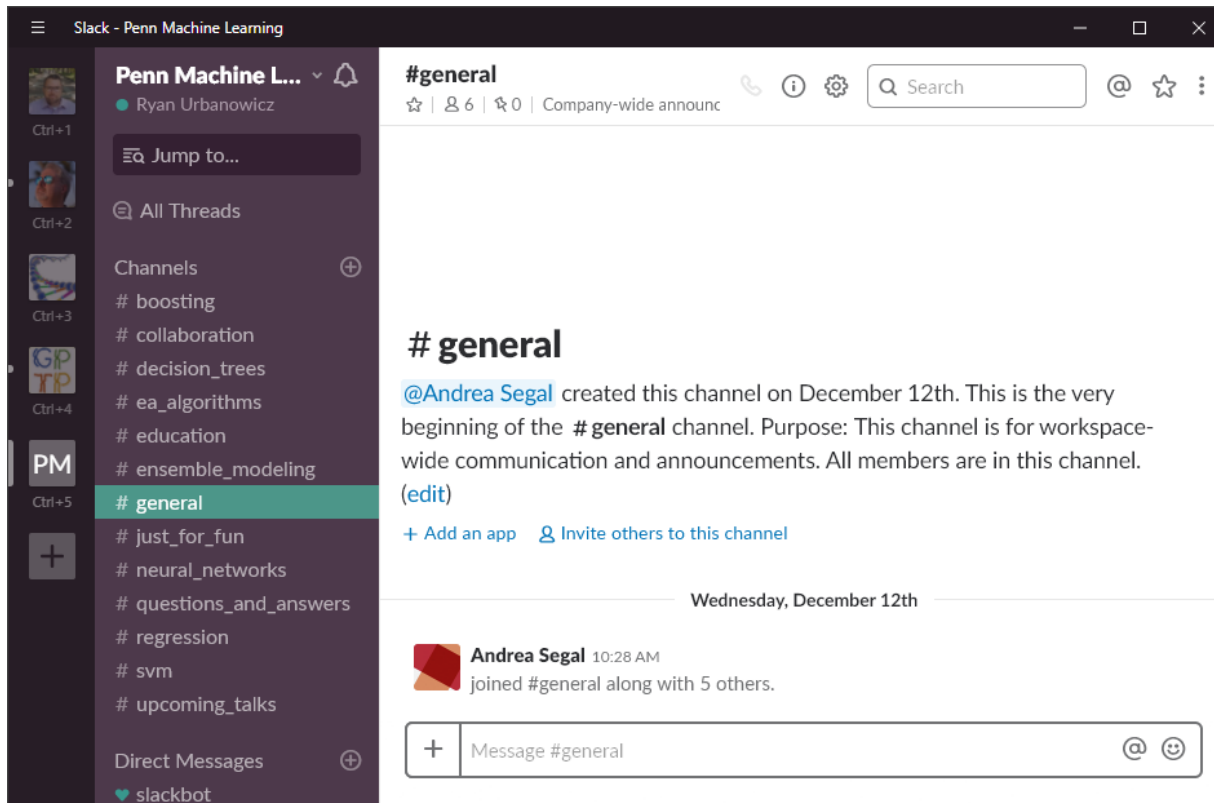 Slack - Penn Machine Learning
Ctrl+1
Ctrl+2
Ctrl+3
GP
TP
Ctrl+4
PM
Ctrl+5
Penn Machine L...
Ryan Urbanowicz
Jump to...
All Threads
Channels
# boosting
# collaboration
# decision_trees
# ea_algorithms
# education
# ensemble_modeling
# general
# just_for_fun
# neural_networks
# questions_and_answers
# regression
# svm
# upcoming_talks
Direct Messages
slackbot
#general
6 | 0 | Company-wide announc
Search
# general
@Andrea Segal created this channel on December 12th. This is the very
beginning of the # general channel. Purpose: This channel is for workspace-
wide communication and announcements. All members are in this channel.
(edit)
+ Add an app Invite others to this channel
Wednesday, December 12th
Andrea Segal 10:28 AM
joined #general along with 5 others.
Message #general